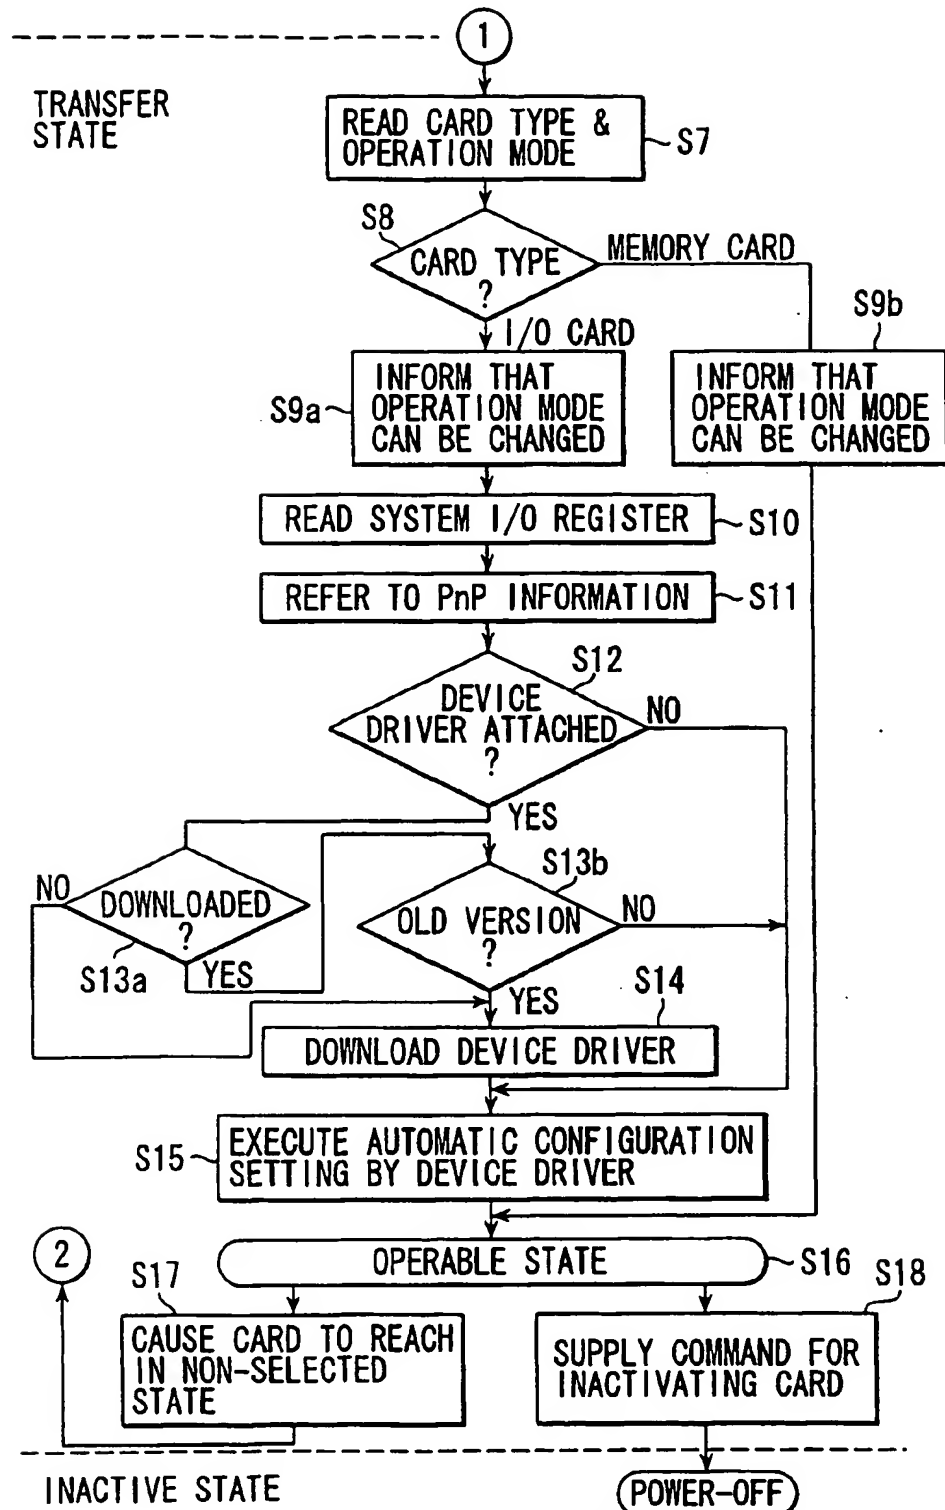 1
TRANSFER
STATE
READ CARD TYPE &
OPERATION MODE
S7
S8
CARD TYPE
?
MEMORY CARD
I/O CARD
S9b
S9a
INFORM THAT
OPERATION MODE
CAN BE CHANGED
INFORM THAT
OPERATION MODE
CAN BE CHANGED
READ SYSTEM I/O REGISTER
S10
REFER TO PnP INFORMATION
S11
S12
DEVICE
DRIVER ATTACHED
?
NO
YES
S13b
NO
DOWNLOADED
?
OLD VERSION
?
NO
S13a
YES
YES
S14
DOWNLOAD DEVICE DRIVER
S15
EXECUTE AUTOMATIC CONFIGURATION
SETTING BY DEVICE DRIVER
2
OPERABLE STATE
S16
S17
S18
CAUSE CARD TO REACH
IN NON-SELECTED
STATE
SUPPLY COMMAND FOR
INACTIVATING CARD
INACTIVE STATE
POWER-OFF